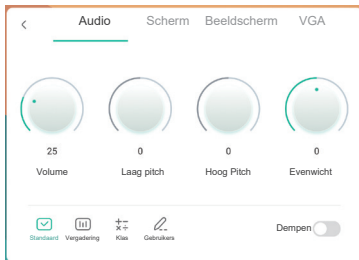 Audio Scherm Beeldscherm VGA
25 0 0 0
Volume Laag pitch Hoog Pitch Evenwicht
Standaard Vergadering Klas Gebruikers Dempen